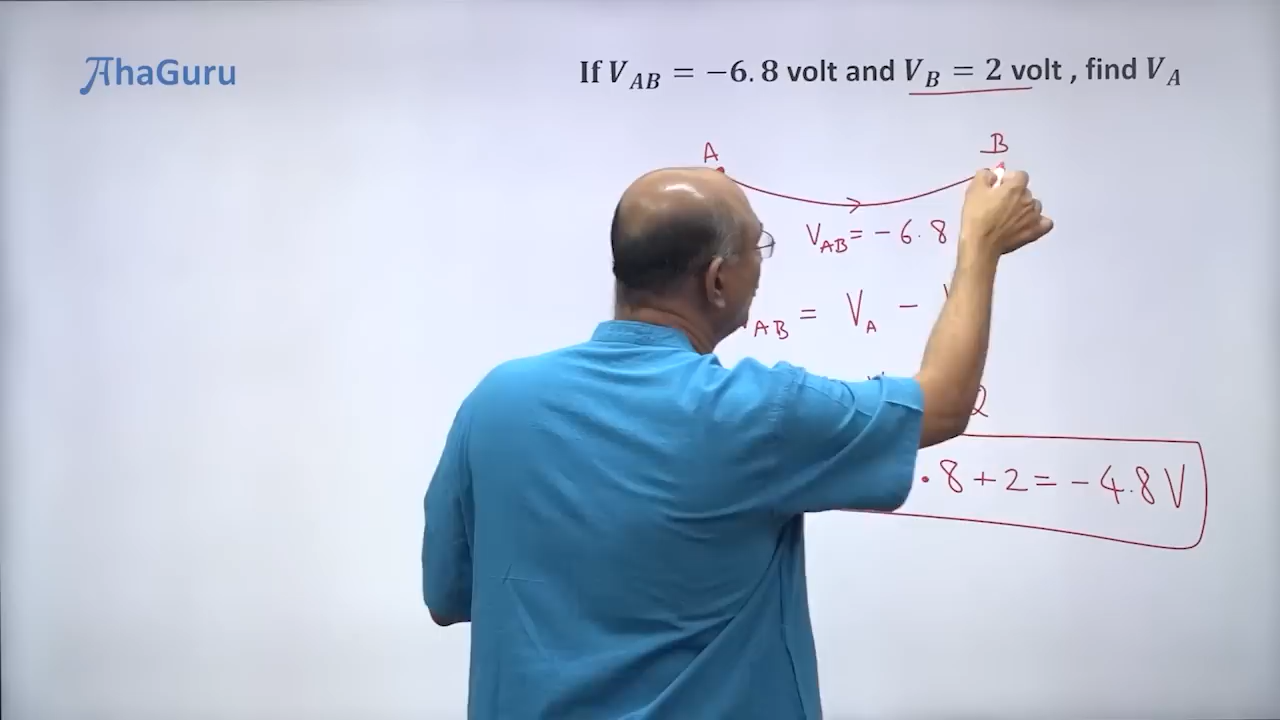 AhaGuru
If V_AB = −6.8 volt and V_B = 2 volt , find V_A
A
B
V_AB = −6.8
AB = V_A −
2
.8 + 2 = −4.8 V